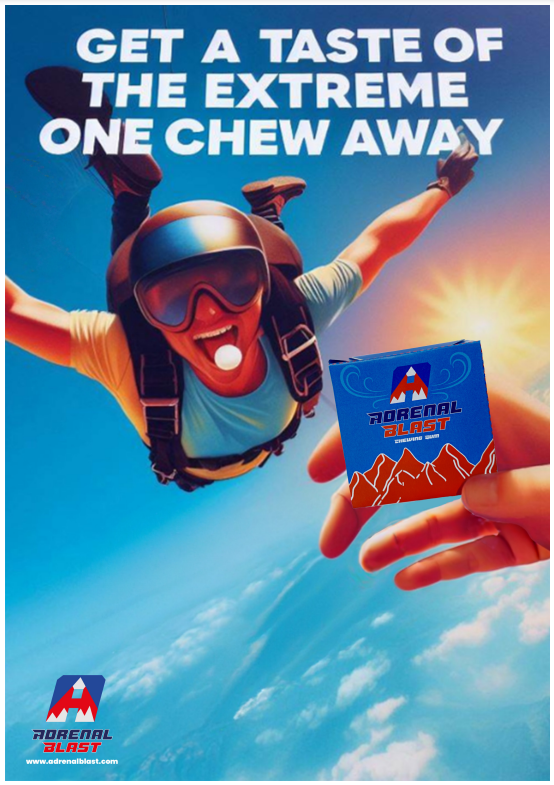 GET A TASTE OF
THE EXTREME
ONE CHEW AWAY
A
ADRENAL
BLAST
CHEWING GUM
A
ADRENAL
BLAST
www.adrenalblast.com